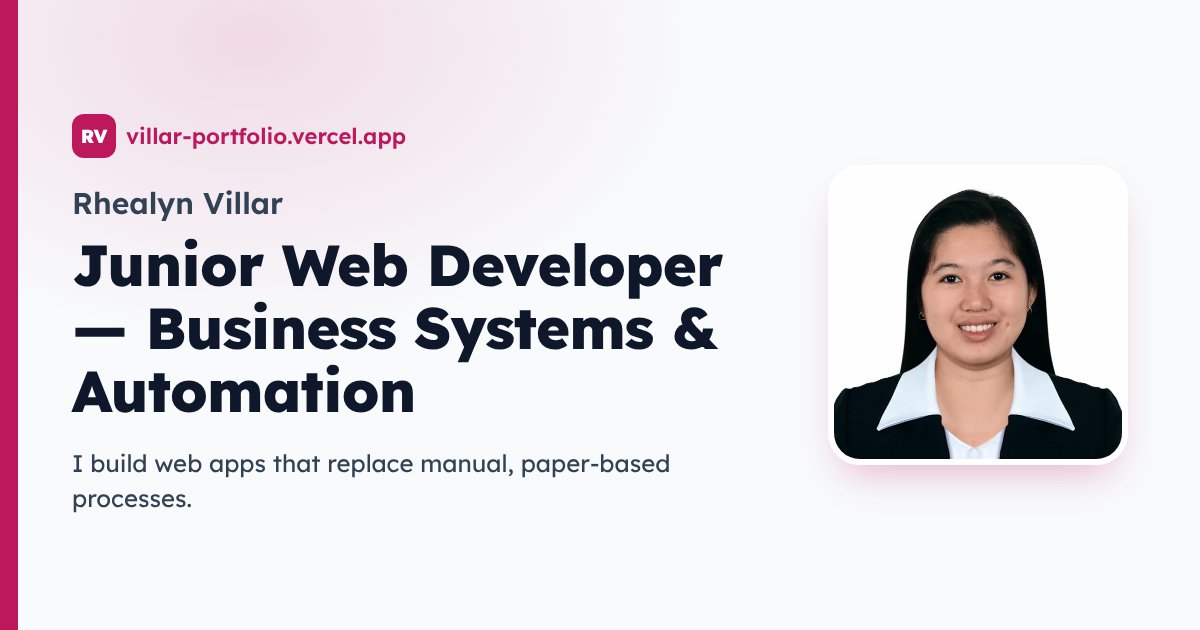 RV villar-portfolio.vercel.app
Rhealyn Villar
Junior Web Developer
— Business Systems &
Automation
I build web apps that replace manual, paper-based
processes.